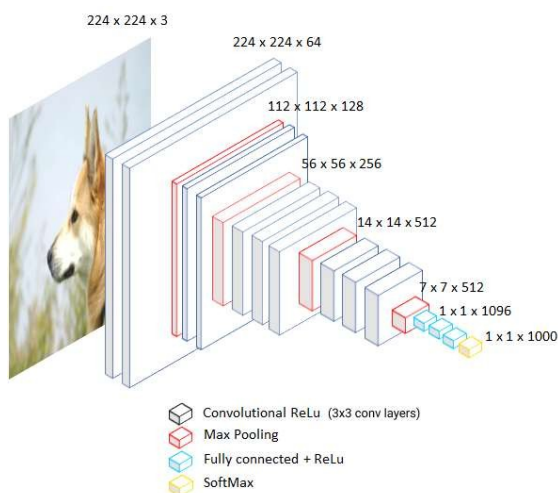 224 x 224 x 3
224 x 224 x 64
112 x 112 x 128
56 x 56 x 256
14 x 14 x 512
7 x 7 x 512
1 x 1 x 1096
1 x 1 x 1000
Convolutional ReLu (3x3 conv layers)
Max Pooling
Fully connected + ReLu
SoftMax